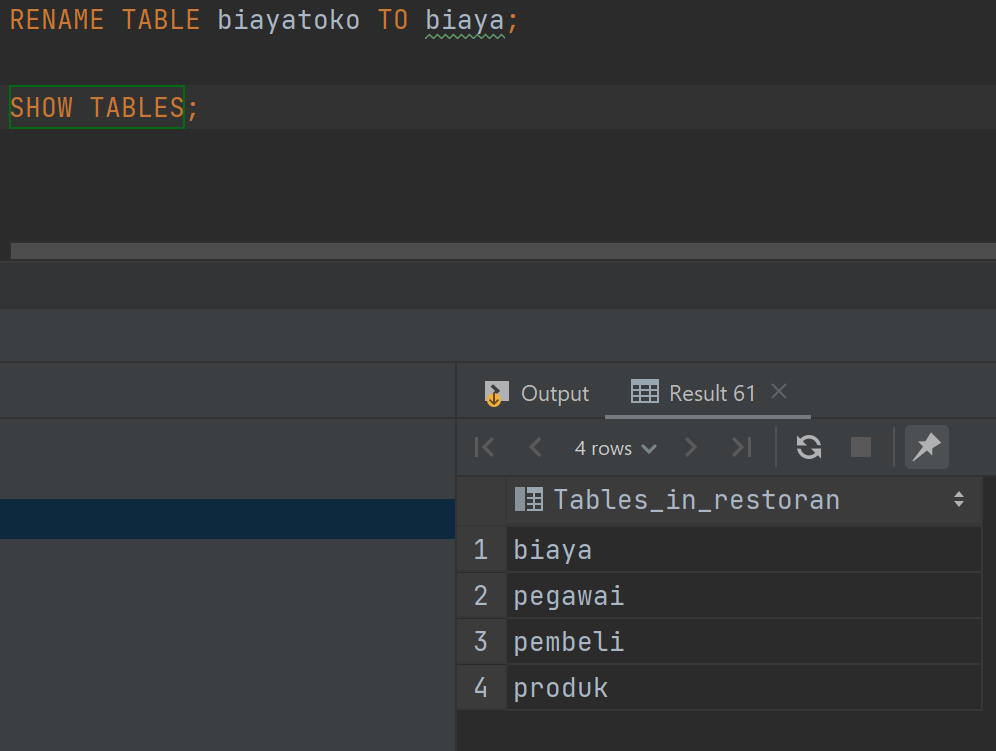 RENAME TABLE biayatoko TO biaya;
SHOW TABLES;
Output Result 61
4 rows
Tables_in_restoran
1 biaya
2 pegawai
3 pembeli
4 produk